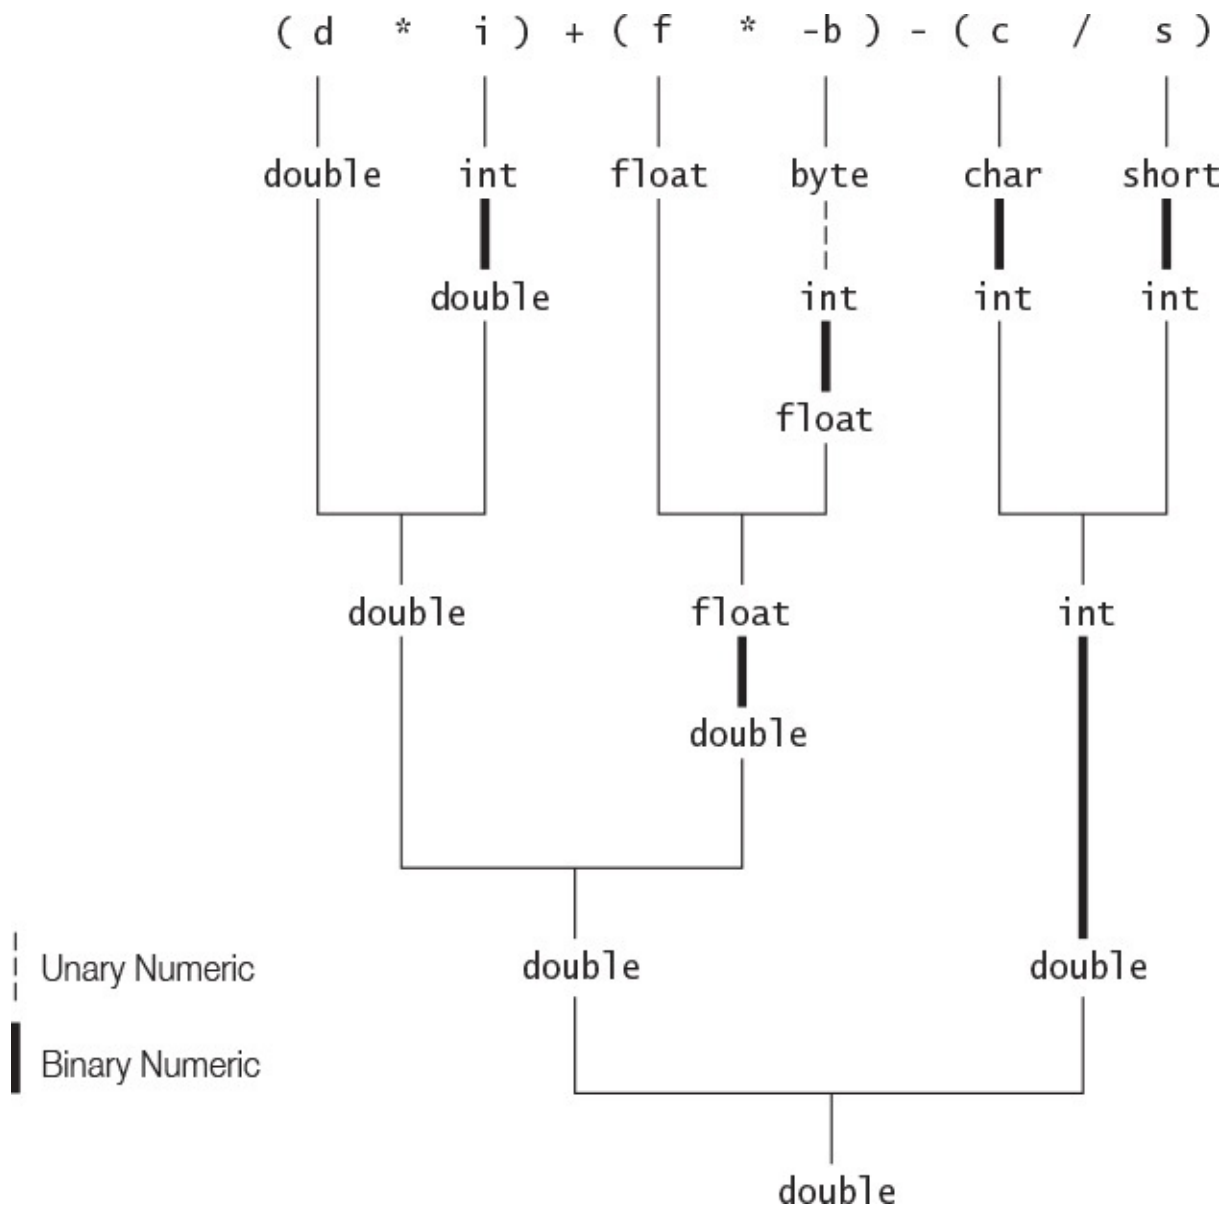 ( d * i ) + ( f * -b ) - ( c / s )
double int float byte char short
double int int int
float
double float int
double
Unary Numeric double double
Binary Numeric
double